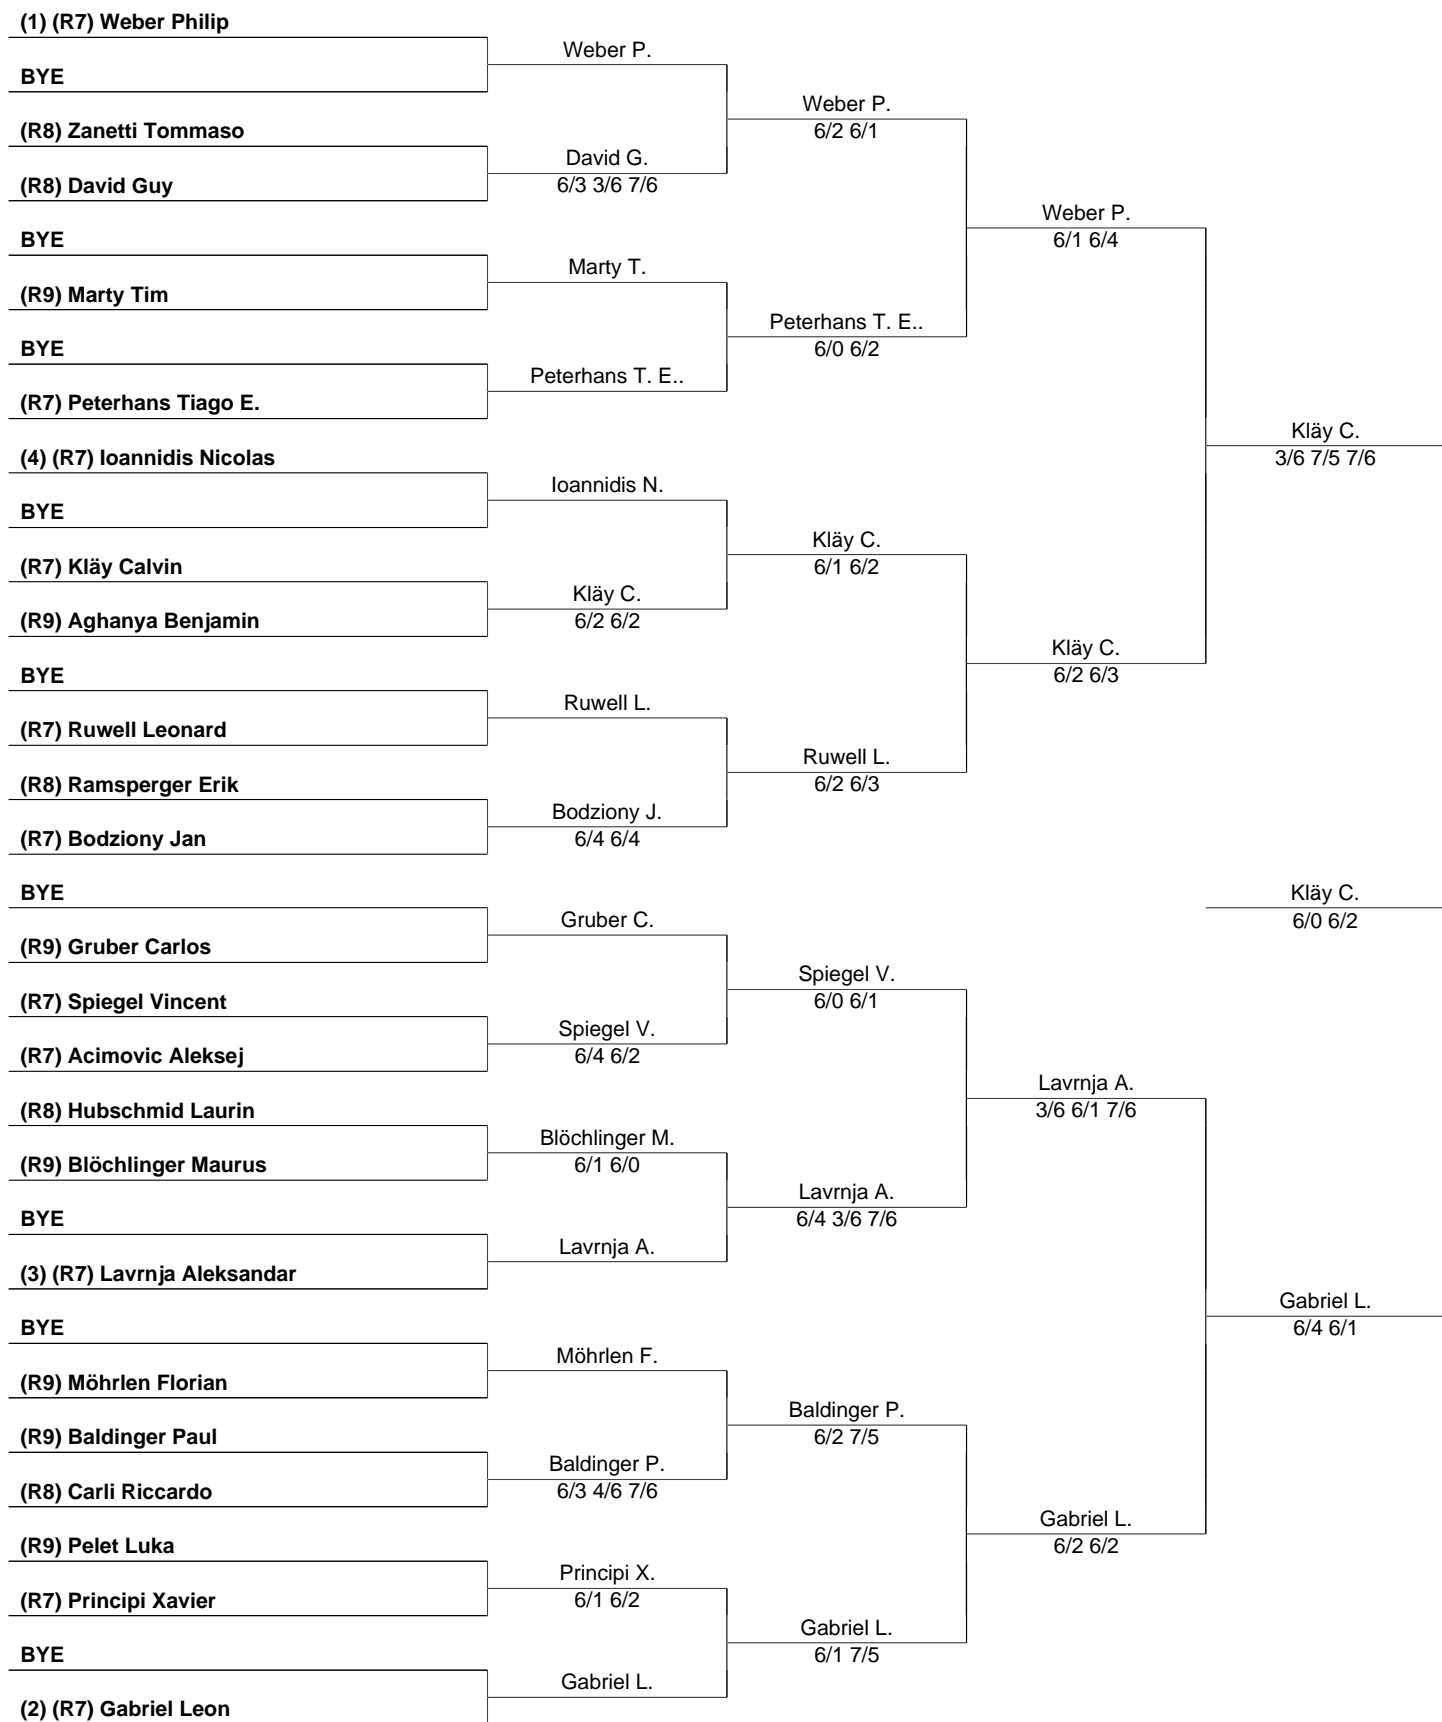 (1) (R7) Weber Philip
Weber P.
BYE
Weber P.
(R8) Zanetti Tommaso
6/2 6/1
David G.
(R8) David Guy
6/3 3/6 7/6
Weber P.
BYE
6/1 6/4
Marty T.
(R9) Marty Tim
Peterhans T. E..
BYE
6/0 6/2
Peterhans T. E..
(R7) Peterhans Tiago E.
Kläy C.
(4) (R7) Ioannidis Nicolas
3/6 7/5 7/6
Ioannidis N.
BYE
Kläy C.
(R7) Kläy Calvin
6/1 6/2
Kläy C.
(R9) Aghanya Benjamin
6/2 6/2
Kläy C.
BYE
6/2 6/3
Ruwell L.
(R7) Ruwell Leonard
Ruwell L.
(R8) Ramsperger Erik
6/2 6/3
Bodziony J.
(R7) Bodziony Jan
6/4 6/4
BYE
Kläy C.
6/0 6/2
Gruber C.
(R9) Gruber Carlos
Spiegel V.
(R7) Spiegel Vincent
6/0 6/1
Spiegel V.
(R7) Acimovic Aleksej
6/4 6/2
Lavrnja A.
(R8) Hubschmid Laurin
3/6 6/1 7/6
Blöchlinger M.
(R9) Blöchlinger Maurus
6/1 6/0
Lavrnja A.
BYE
6/4 3/6 7/6
Lavrnja A.
(3) (R7) Lavrnja Aleksandar
Gabriel L.
BYE
6/4 6/1
Möhrlen F.
(R9) Möhrlen Florian
Baldinger P.
(R9) Baldinger Paul
6/2 7/5
Baldinger P.
(R8) Carli Riccardo
6/3 4/6 7/6
Gabriel L.
(R9) Pelet Luka
6/2 6/2
Principi X.
(R7) Principi Xavier
6/1 6/2
Gabriel L.
BYE
6/1 7/5
Gabriel L.
(2) (R7) Gabriel Leon